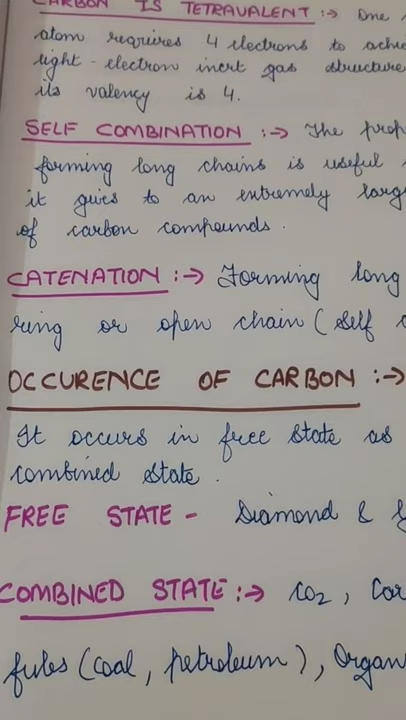 CARBON IS TETRAVALENT :→ One
atom requires 4 electrons to achie
eight - electron inert gas structure
its valency is 4.
SELF COMBINATION :→ The prop
forming long chains is useful
it gives to an extremely larg
of carbon compounds.
CATENATION :→ Forming long
ring or open chain ( Self
OCCURENCE OF CARBON :→
It occurs in free state as
combined state.
FREE STATE - Diamond &
COMBINED STATE :→ CO2, Car
fules (coal, petroleum), Organ